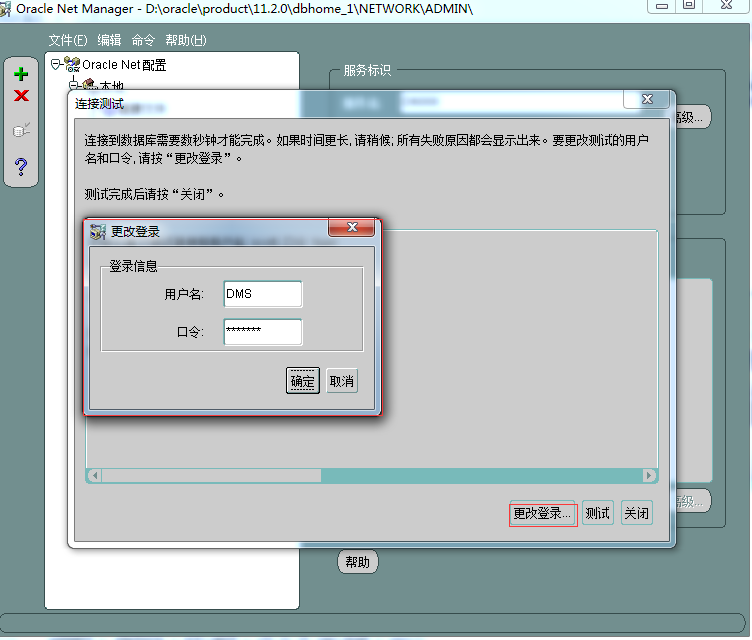 Oracle Net Manager - D:\oracle\product\11.2.0\dbhome_1\NETWORK\ADMIN\
文件(F) 编辑 命令 帮助(H)
Oracle Net 配置
本地
服务标识
高级...
连接测试
连接到数据库需要数秒钟才能完成。如果时间更长, 请稍候; 所有失败原因都会显示出来。要更改测试的用户
名和口令, 请按“更改登录”。
测试完成后请按“关闭”。
更改登录
登录信息
用户名: DMS
口令: *******
确定 取消
高级...
更改登录... 测试 关闭
帮助